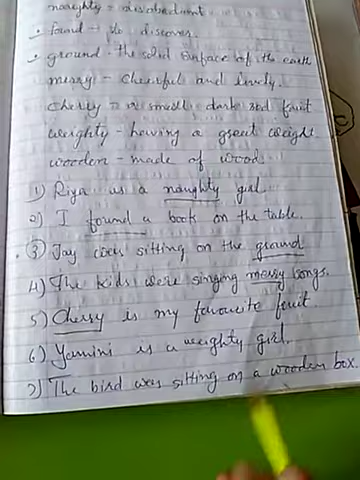 naughty = disobedient
• found - to discover.
• ground - the solid surface of the earth
merry - cheerful and lively.
Cherry = a small dark red fruit
weighty - having a great weight
wooden - made of wood.
1) Riya is a naughty girl.
2) I found a book on the table.
3) Jay was sitting on the ground
4) The kids were singing merry songs.
5) Cherry is my favourite fruit.
6) Yamini is a weighty girl.
7) The bird was sitting on a wooden box.